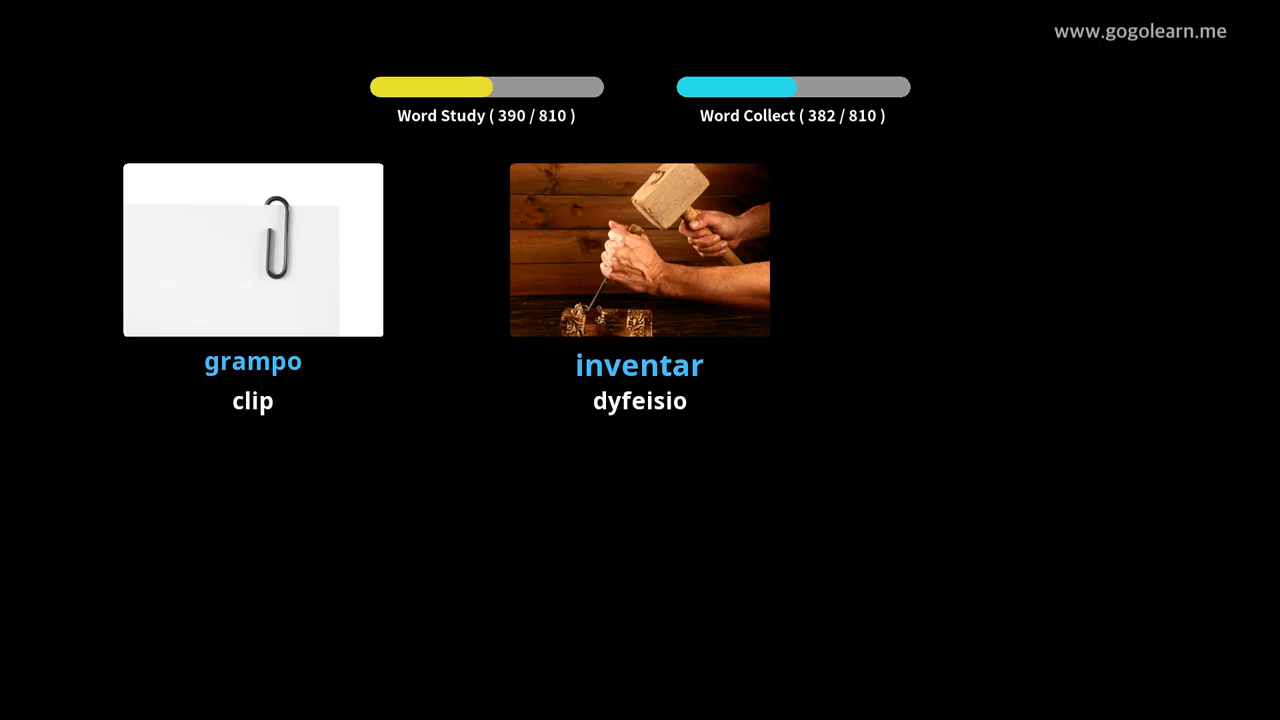 www.gogolearn.me
Word Study ( 390 / 810 )
Word Collect ( 382 / 810 )
grampo
clip
inventar
dyfeisio